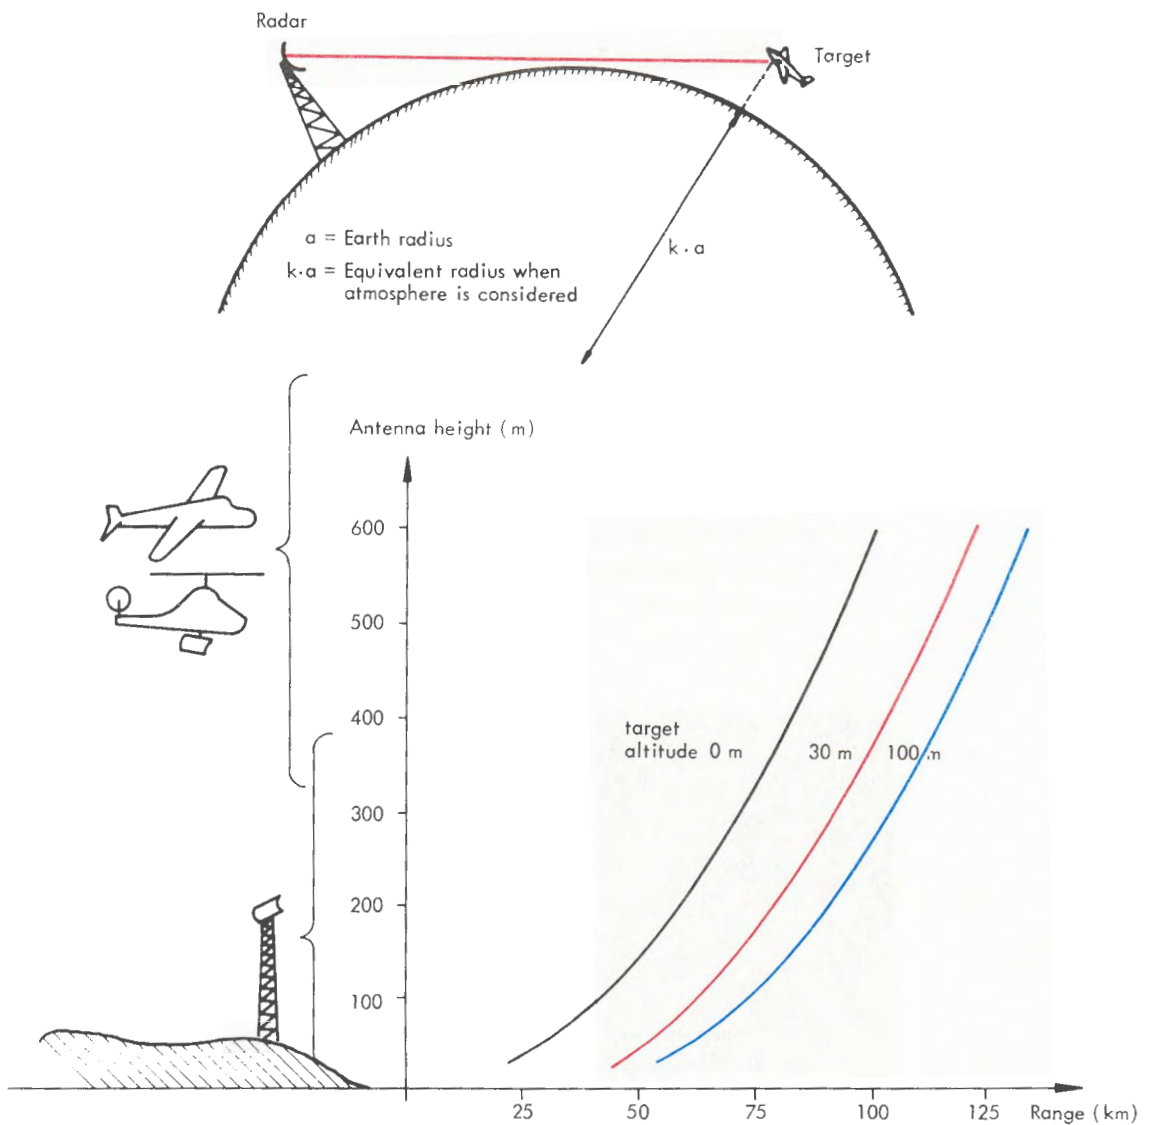 Radar
Target
a = Earth radius
k·a = Equivalent radius when
atmosphere is considered
k·a
Antenna height (m)
600
500
400
300
200
100
target
altitude 0 m 30 m 100 m
25 50 75 100 125 Range (km)